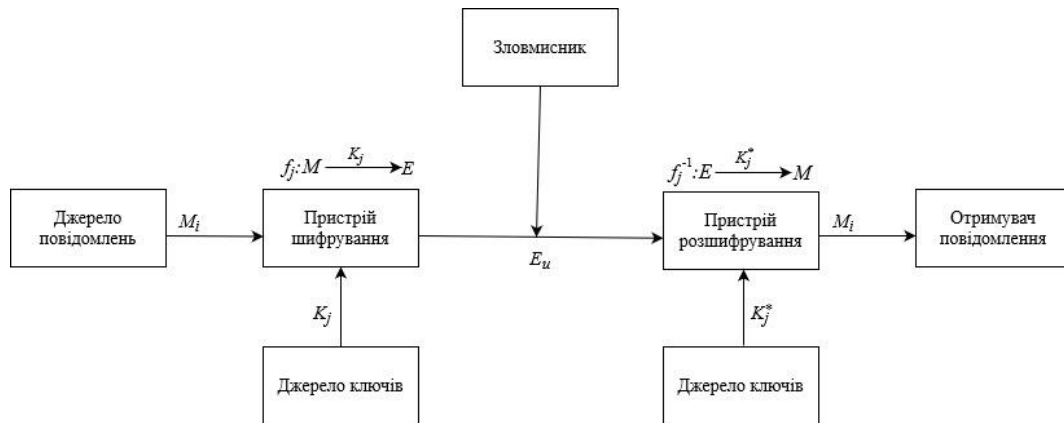 Зловмисник
f_j:M K_j E
f_j^{-1}:E K_j^* M
Джерело
повідомлень
M_i
Пристрій
шифрування
E_u
Пристрій
розшифрування
M_i
Отримувач
повідомлення
K_j
K_j^*
Джерело ключів
Джерело ключів